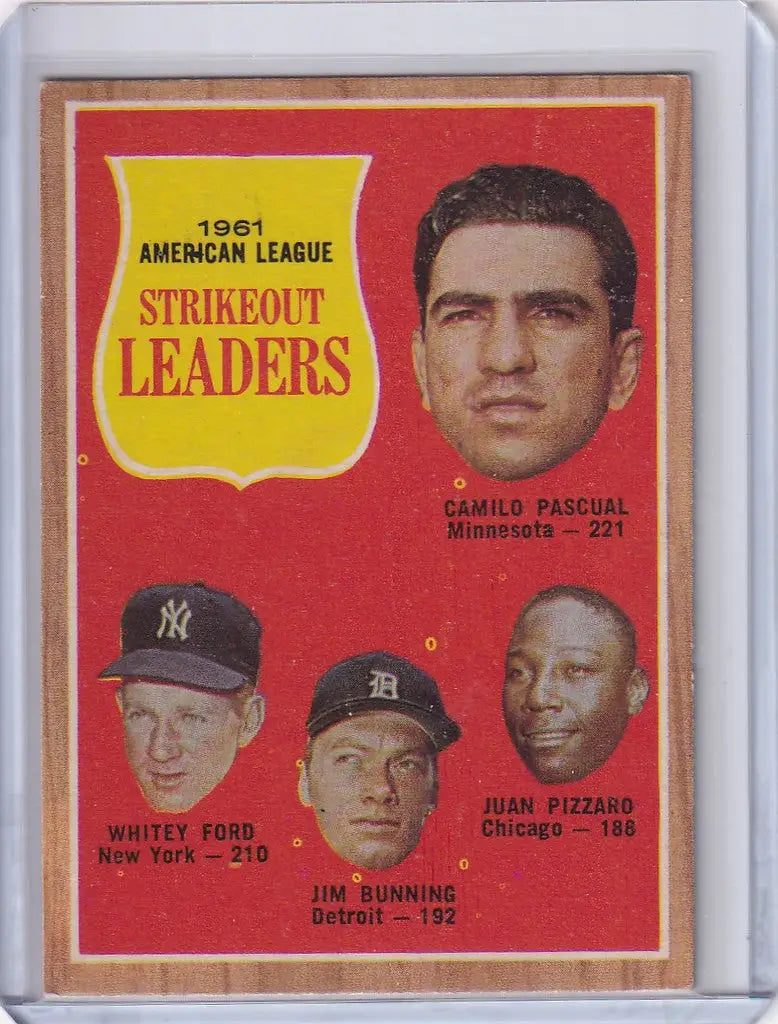 1961
AMERICAN LEAGUE
STRIKEOUT
LEADERS
CAMILO PASCUAL
Minnesota — 221
NY
D
WHITEY FORD
New York — 210
JIM BUNNING
Detroit — 192
JUAN PIZZARO
Chicago — 188